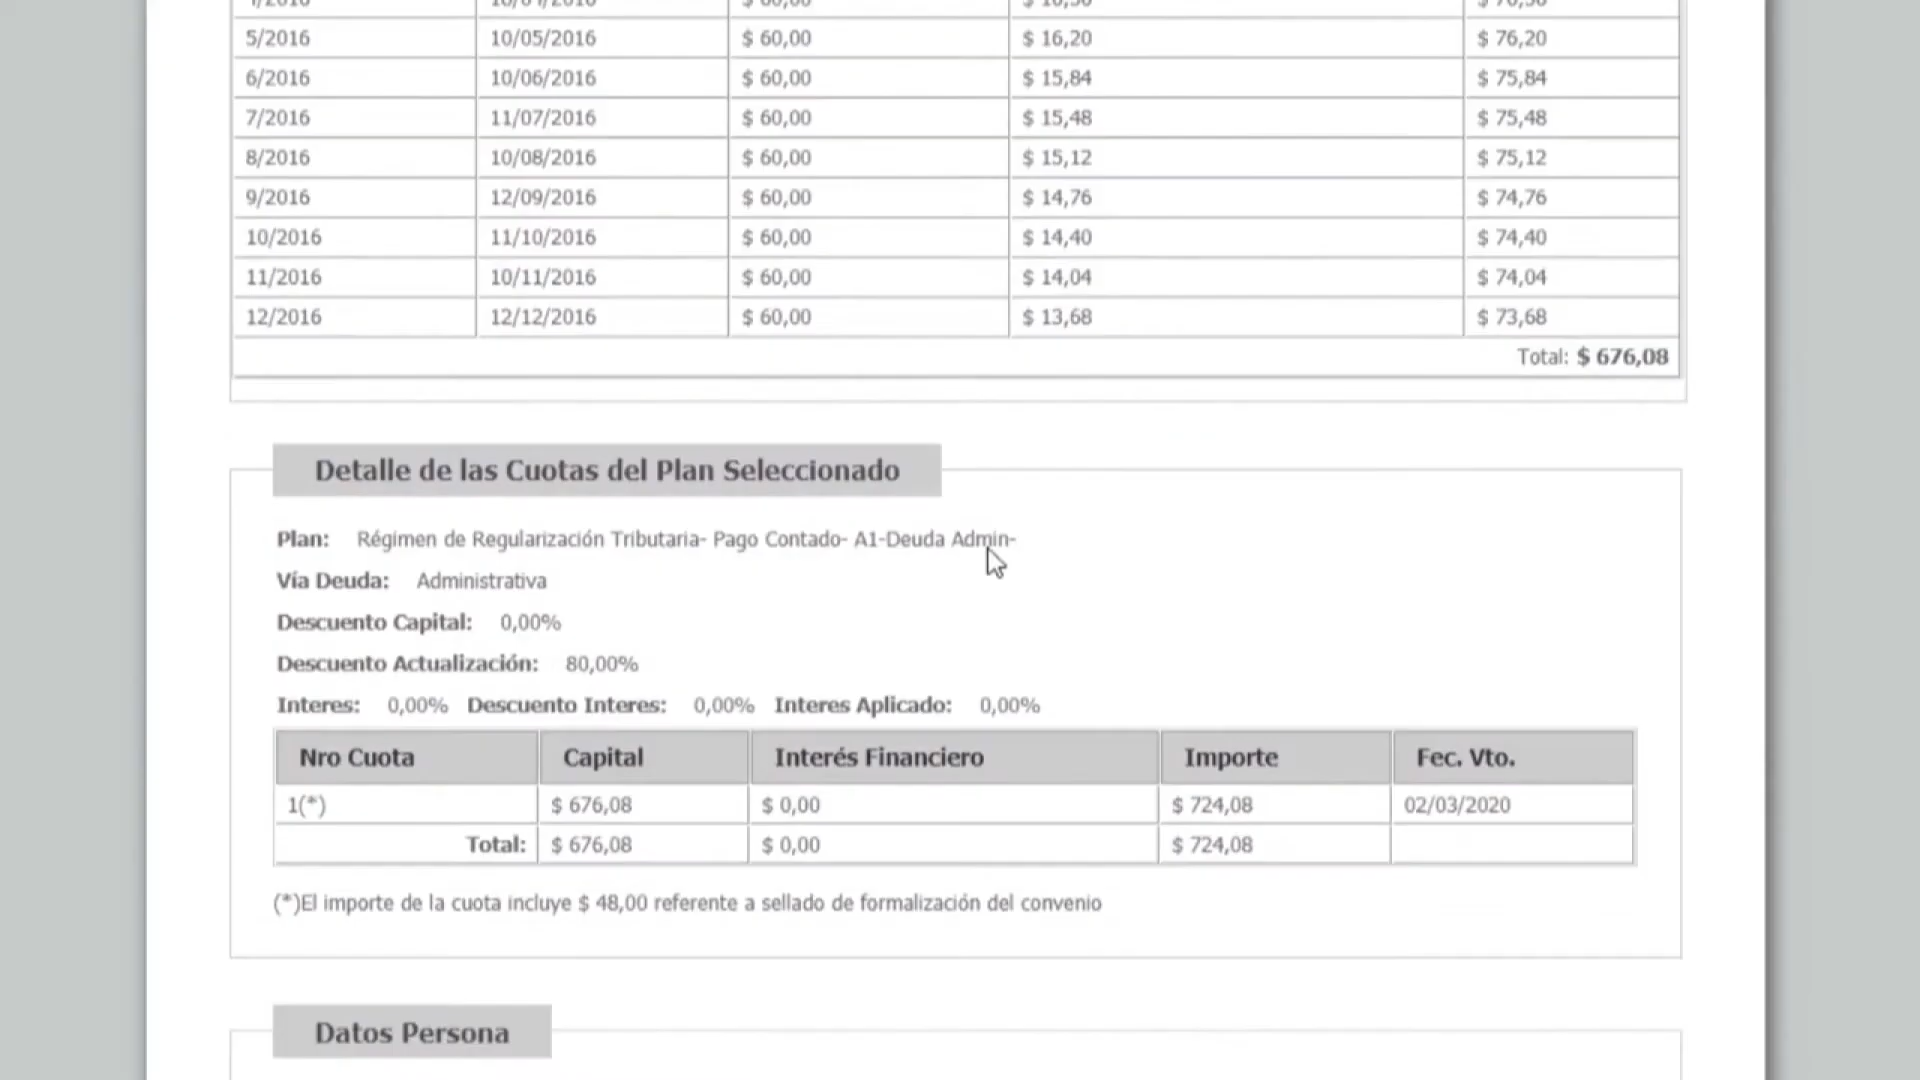 5/2016 10/05/2016 $ 60,00 $ 16,20 $ 76,20
6/2016 10/06/2016 $ 60,00 $ 15,84 $ 75,84
7/2016 11/07/2016 $ 60,00 $ 15,48 $ 75,48
8/2016 10/08/2016 $ 60,00 $ 15,12 $ 75,12
9/2016 12/09/2016 $ 60,00 $ 14,76 $ 74,76
10/2016 11/10/2016 $ 60,00 $ 14,40 $ 74,40
11/2016 10/11/2016 $ 60,00 $ 14,04 $ 74,04
12/2016 12/12/2016 $ 60,00 $ 13,68 $ 73,68
Total: $ 676,08
Detalle de las Cuotas del Plan Seleccionado
Plan: Régimen de Regularización Tributaria- Pago Contado- A1-Deuda Admin-
Vía Deuda: Administrativa
Descuento Capital: 0,00%
Descuento Actualización: 80,00%
Interes: 0,00% Descuento Interes: 0,00% Interes Aplicado: 0,00%
Nro Cuota Capital Interés Financiero Importe Fec. Vto.
1(*) $ 676,08 $ 0,00 $ 724,08 02/03/2020
Total: $ 676,08 $ 0,00 $ 724,08
(*)El importe de la cuota incluye $ 48,00 referente a sellado de formalización del convenio
Datos Persona